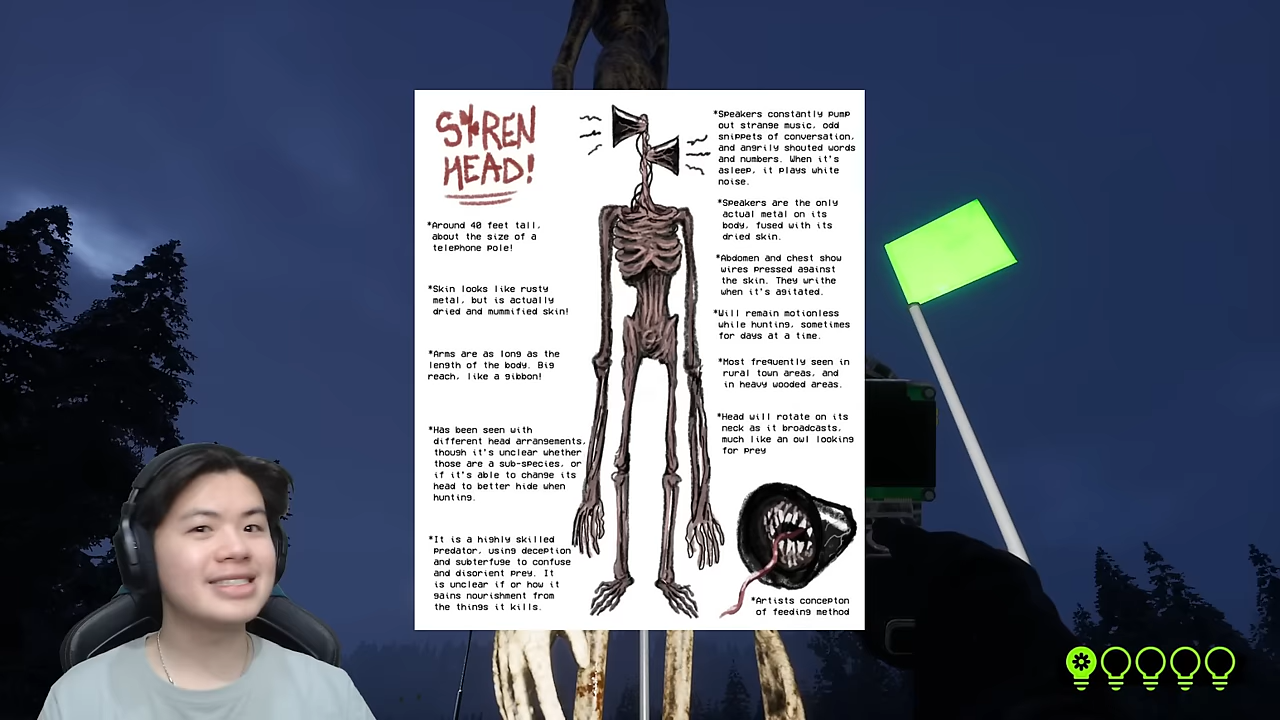 SYREN
HEAD!
*Around 40 feet tall,
about the size of a
telephone pole!
*Skin looks like rusty
metal, but is actually
dried and mummified skin!
*Arms are as long as the
length of the body. Big
reach, like a gibbon!
*Has been seen with
different head arrangements,
though it's unclear whether
those are a sub-species, or
if it's able to change its
head to better hide when
hunting.
*It is a highly skilled
predator, using deception
and subterfuge to confuse
and disorient prey. It
is unclear if or how it
gains nourishment from
the things it kills.
*Speakers constantly pump
out strange music, odd
snippets of conversation,
and angrily shouted words
and numbers. When it's
asleep, it plays white
noise.
*Speakers are the only
actual metal on its
body, fused with its
dried skin.
*Abdomen and chest show
wires pressed against
the skin. They writhe
when it's agitated.
*Will remain motionless
while hunting, sometimes
for days at a time.
*Most frequently seen in
rural town areas, and
in heavy wooded areas.
*Head will rotate on its
neck as it broadcasts,
much like an owl looking
for prey
*Artists concepton
of feeding method